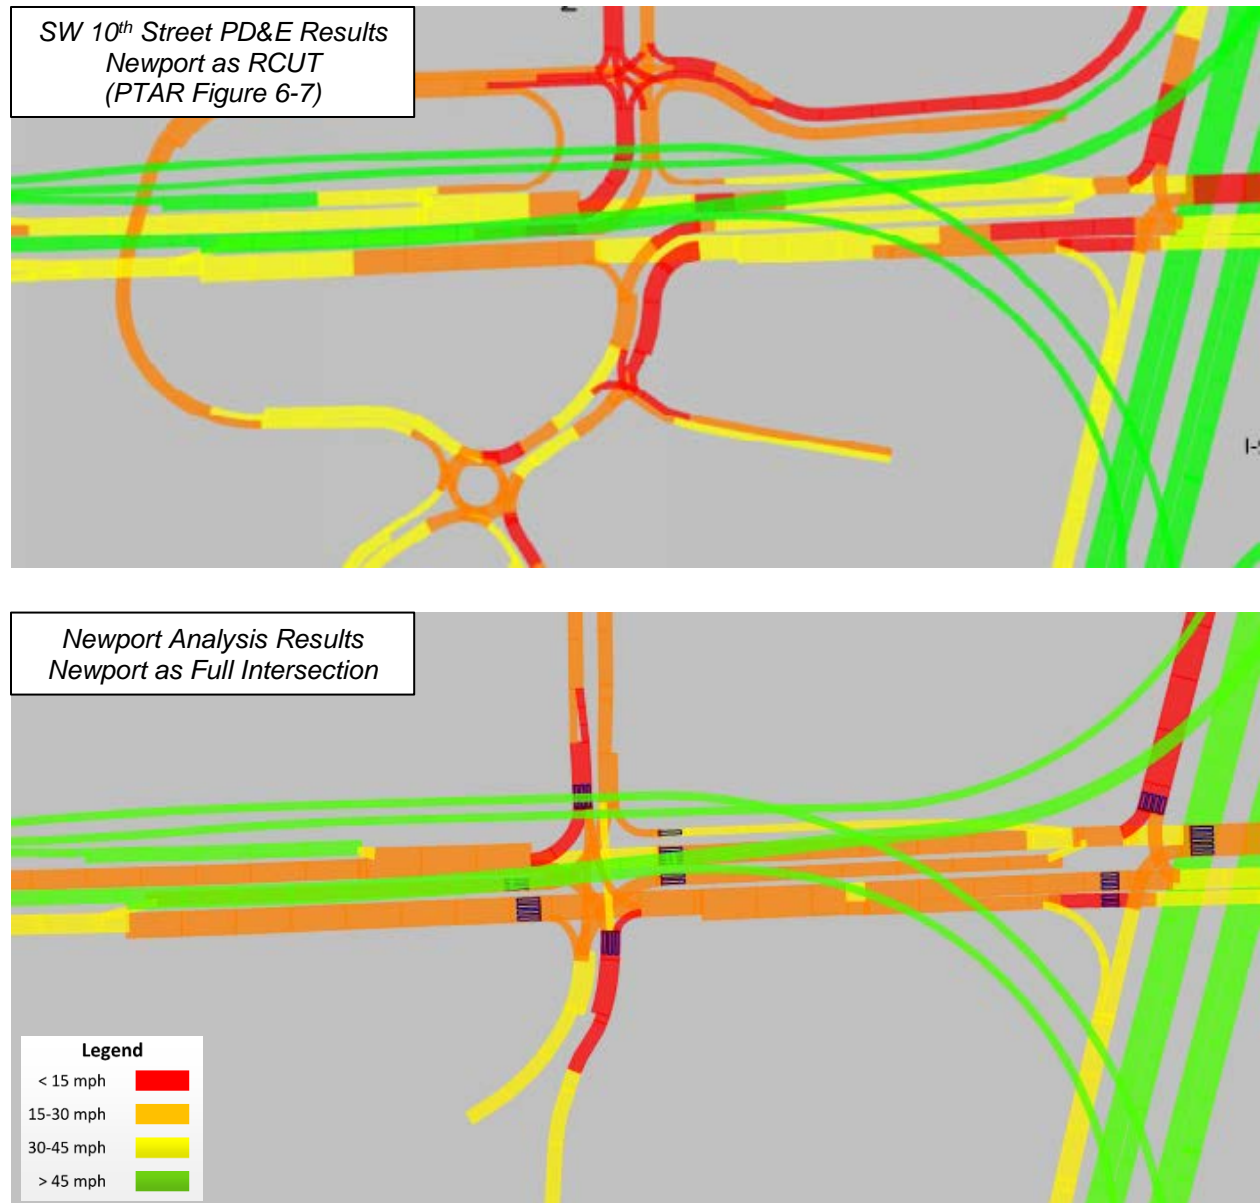 SW 10th Street PD&E Results
Newport as RCUT
(PTAR Figure 6-7)
Newport Analysis Results
Newport as Full Intersection
Legend
< 15 mph
15-30 mph
30-45 mph
> 45 mph